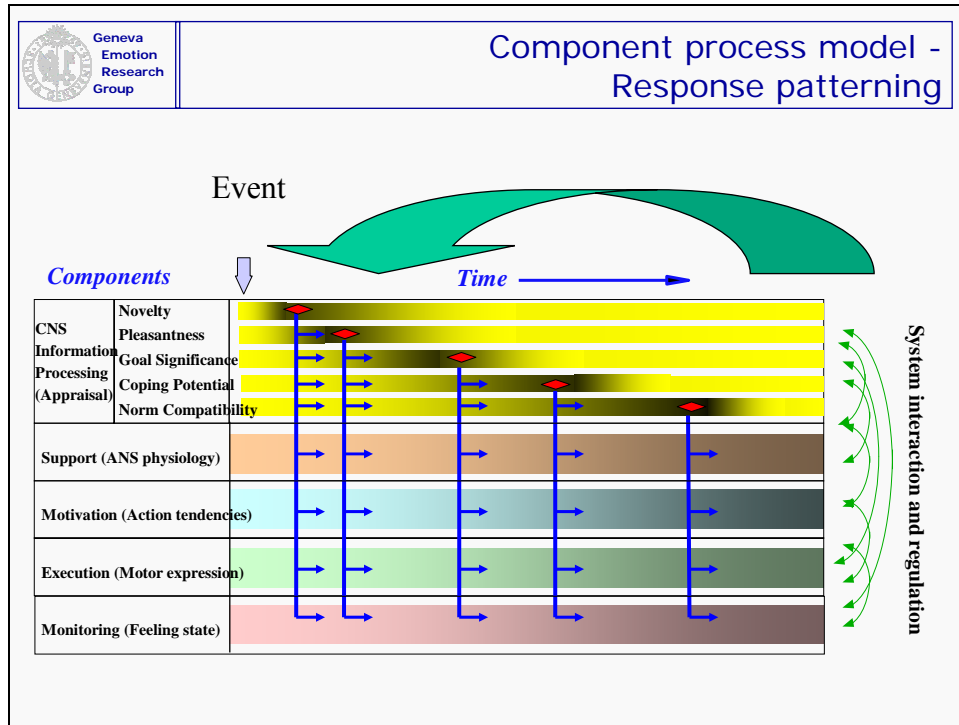 Geneva
Emotion
Research
Group
Component process model -
Response patterning
Event
Components
Time
CNS
Information
Processing
(Appraisal)
Novelty
Pleasantness
Goal Significance
Coping Potential
Norm Compatibility
Support (ANS physiology)
Motivation (Action tendencies)
Execution (Motor expression)
Monitoring (Feeling state)
System interaction and regulation